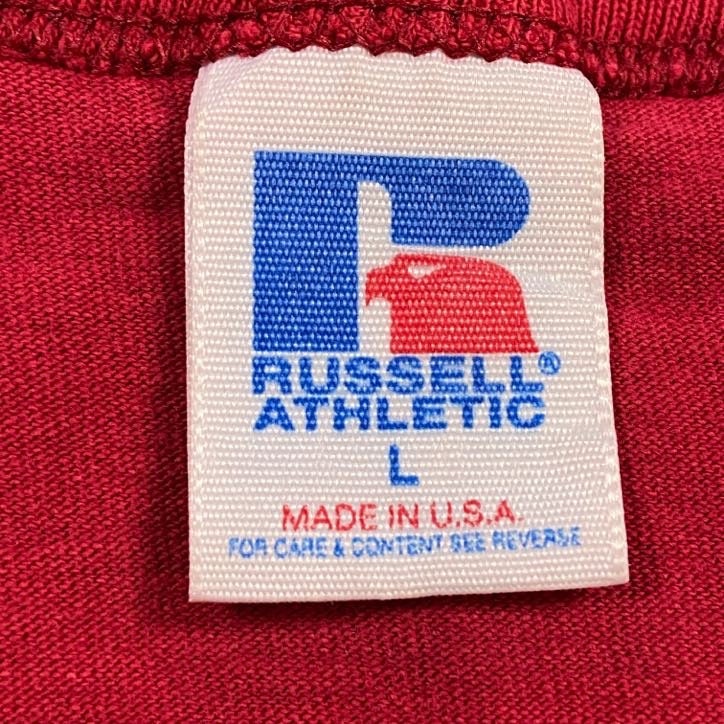 RUSSELL®
ATHLETIC
L
MADE IN U.S.A.
FOR CARE & CONTENT SEE REVERSE